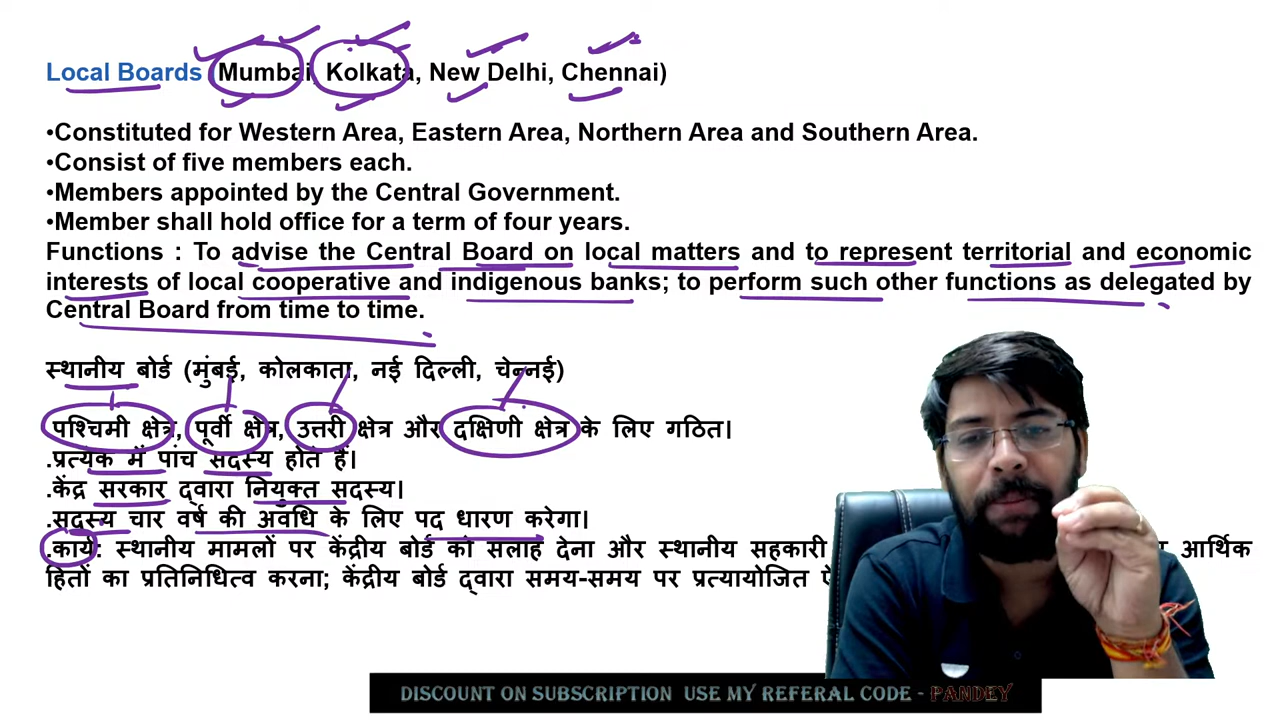 Local Boards (Mumbai, Kolkata, New Delhi, Chennai)
•Constituted for Western Area, Eastern Area, Northern Area and Southern Area.
•Consist of five members each.
•Members appointed by the Central Government.
•Member shall hold office for a term of four years.
Functions : To advise the Central Board on local matters and to represent territorial and economic
interests of local cooperative and indigenous banks; to perform such other functions as delegated by
Central Board from time to time.
स्थानीय बोर्ड (मुंबई, कोलकाता, नई दिल्ली, चेन्नई)
पश्चिमी क्षेत्र, पूर्वी क्षेत्र, उत्तरी क्षेत्र और दक्षिणी क्षेत्र के लिए गठित।
.प्रत्येक में पांच सदस्य होते हैं।
.केंद्र सरकार द्वारा नियुक्त सदस्य।
.सदस्य चार वर्ष की अवधि के लिए पद धारण करेगा।
.कार्य: स्थानीय मामलों पर केंद्रीय बोर्ड को सलाह देना और स्थानीय सहकारी आर्थिक
हितों का प्रतिनिधित्व करना; केंद्रीय बोर्ड द्वारा समय-समय पर प्रत्यायोजित
DISCOUNT ON SUBSCRIPTION USE MY REFERAL CODE - PANDEY